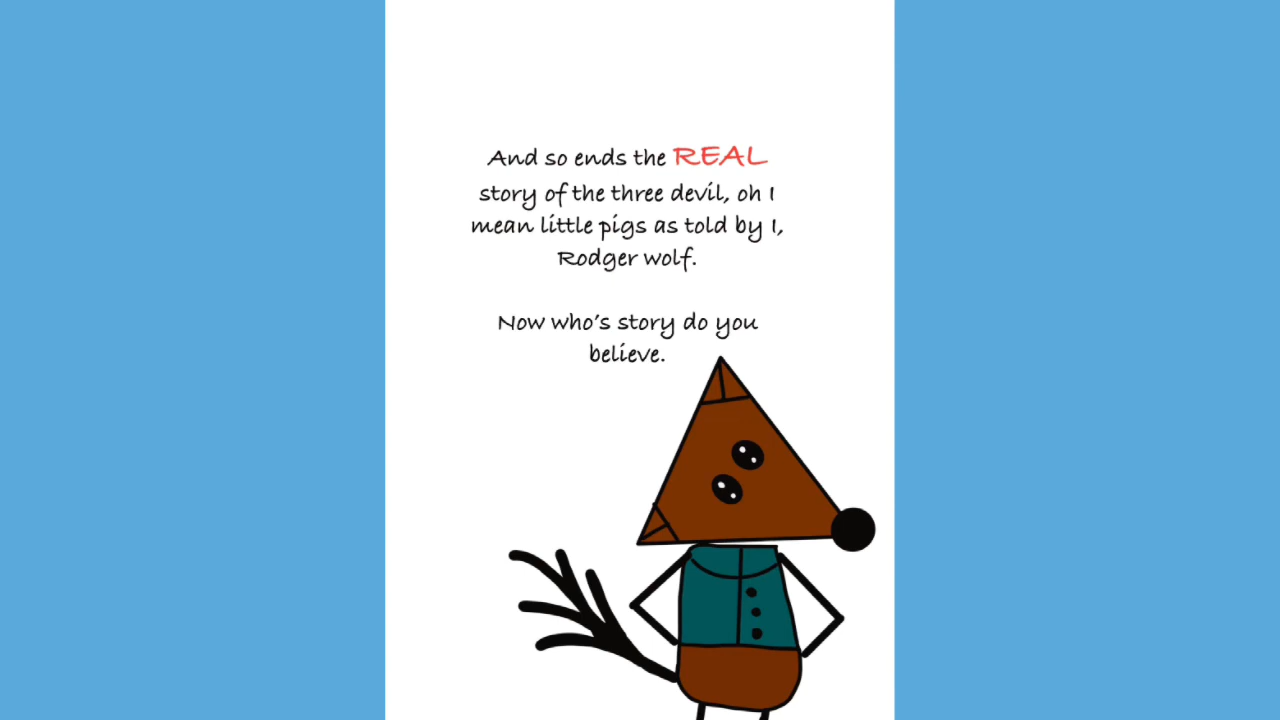 And so ends the REAL
story of the three devil, oh I
mean little pigs as told by I,
Rodger wolf.
Now who's story do you
believe.